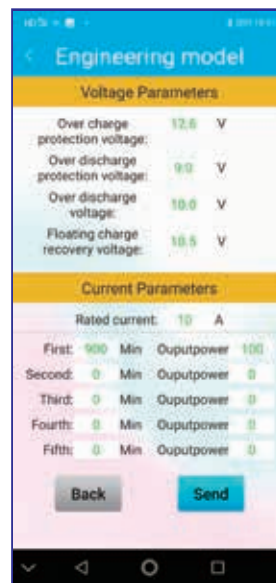 Engineering model
Voltage Parameters
Over charge
protection voltage: 12.6 V
Over discharge
protection voltage: 9.0 V
Over discharge
voltage: 10.0 V
Floating charge
recovery voltage: 10.5 V
Current Parameters
Rated current: 10 A
First: 900 Min Ouputpower 100
Second: 0 Min Ouputpower 0
Third: 0 Min Ouputpower 0
Fourth: 0 Min Ouputpower 0
Fifth: 0 Min Ouputpower 0
Back Send